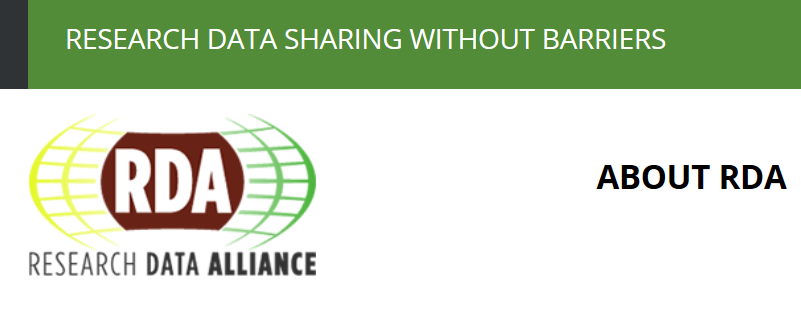 RESEARCH DATA SHARING WITHOUT BARRIERS
RDA
RESEARCH DATA ALLIANCE
ABOUT RDA